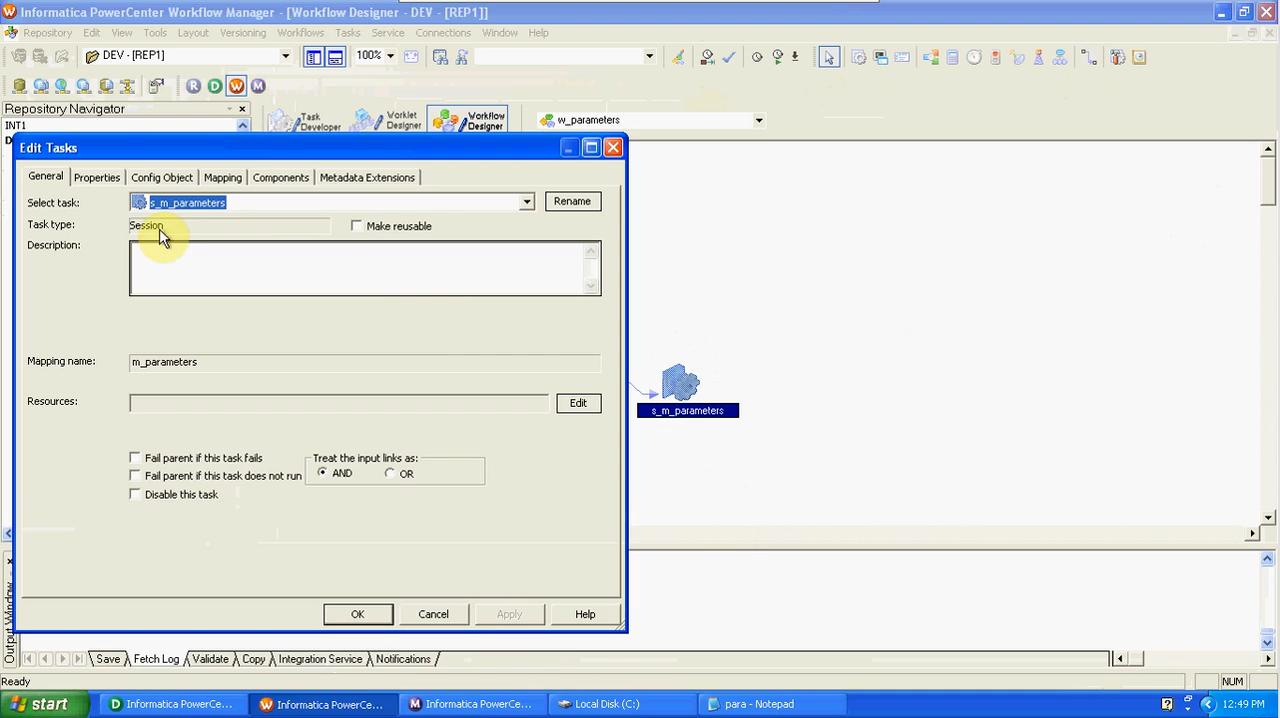 Informatica PowerCenter Workflow Manager - [Workflow Designer - DEV - [REP1]]
Repository Edit View Tools Layout Versioning Workflows Tasks Service Connections Window Help
DEV - [REP1] 100%
R D W M
Repository Navigator
Task Developer Worklet Designer Workflow Designer w_parameters
INT1
Edit Tasks
General Properties Config Object Mapping Components Metadata Extensions
Select task: s_m_parameters Rename
Task type: Session Make reusable
Description:
Mapping name: m_parameters
Resources: Edit
s_m_parameters
Fail parent if this task fails Treat the input links as:
Fail parent if this task does not run AND OR
Disable this task
OK Cancel Apply Help
Output Window
Save Fetch Log Validate Copy Integration Service Notifications
Ready NUM
start Informatica PowerCe... Informatica PowerCe... Informatica PowerCe... Local Disk (C:) para - Notepad 12:49 PM